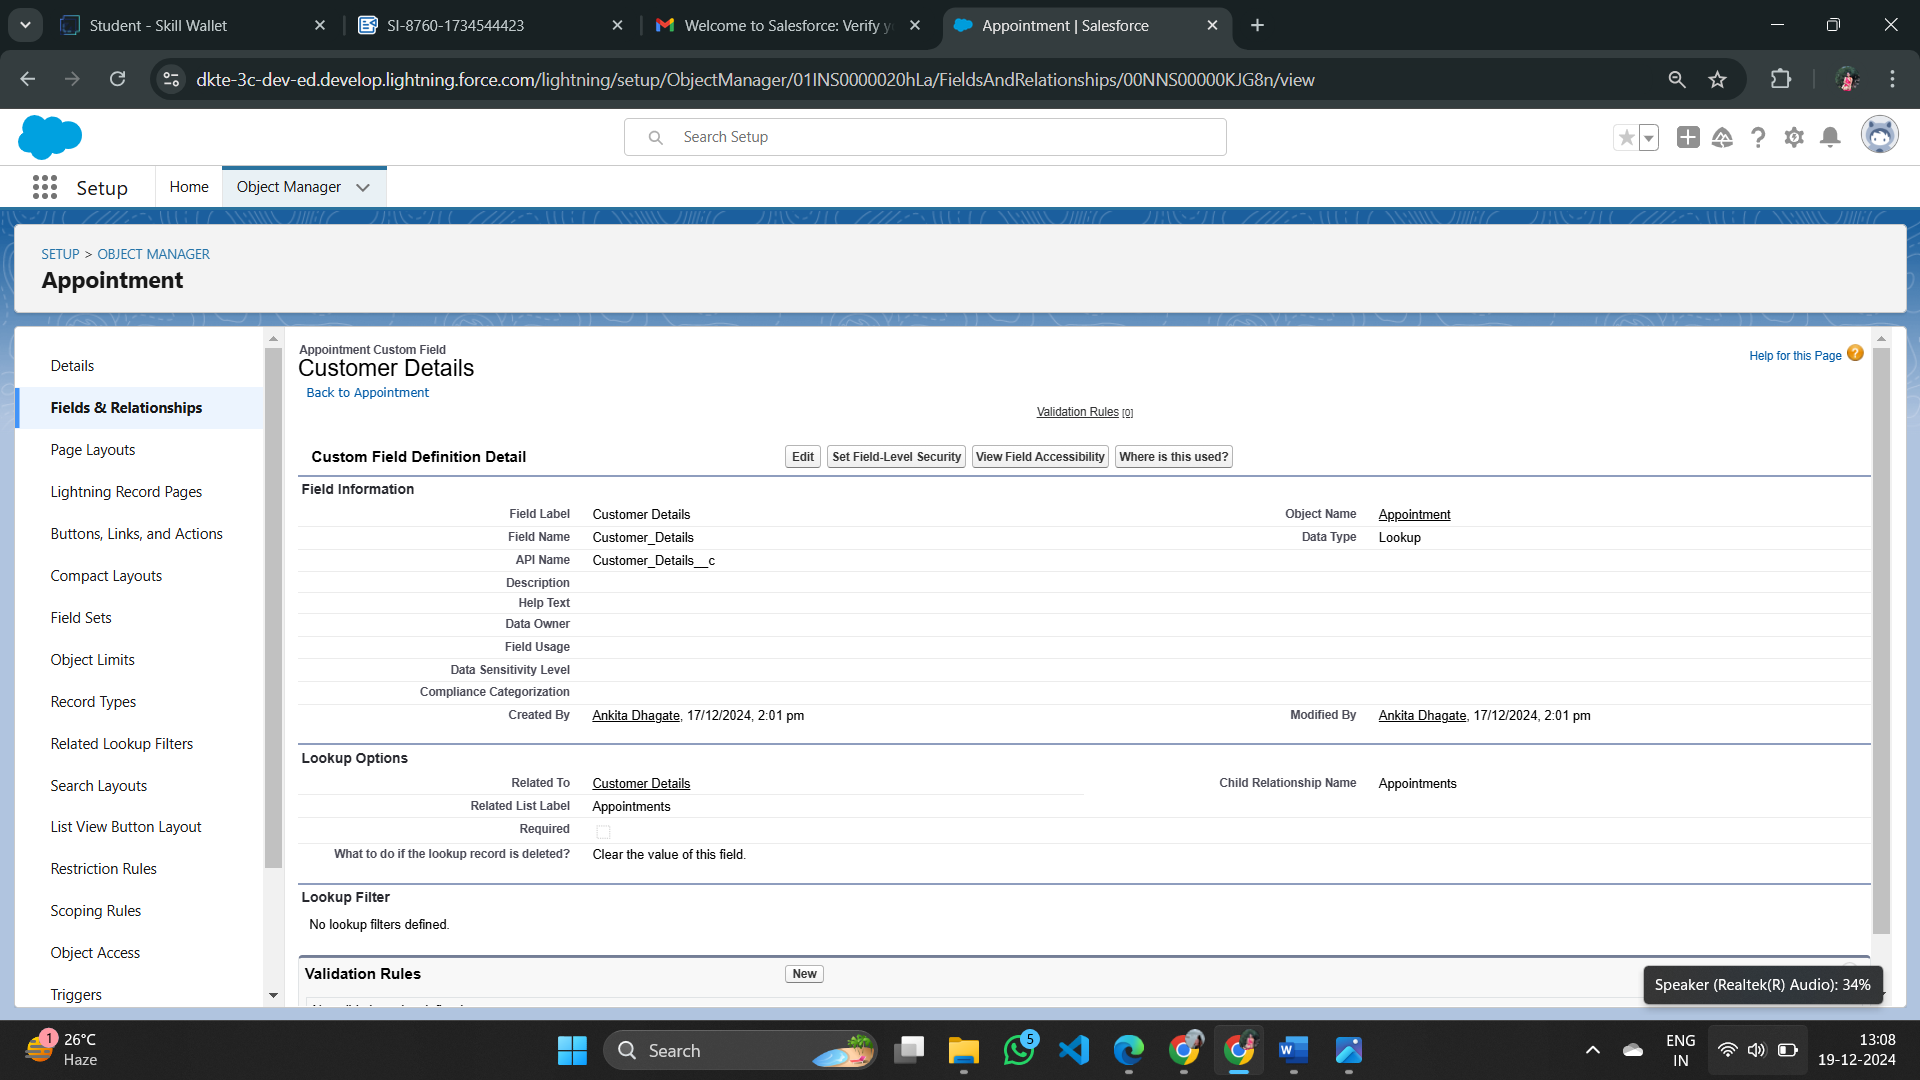 Student - Skill Wallet
SI-8760-1734544423
Welcome to Salesforce: Verify y
Appointment | Salesforce
dkte-3c-dev-ed.develop.lightning.force.com/lightning/setup/ObjectManager/01INS0000020hLa/FieldsAndRelationships/00NNS00000KJG8n/view
Search Setup
Setup
Home
Object Manager
SETUP > OBJECT MANAGER
Appointment
Details
Fields & Relationships
Page Layouts
Lightning Record Pages
Buttons, Links, and Actions
Compact Layouts
Field Sets
Object Limits
Record Types
Related Lookup Filters
Search Layouts
List View Button Layout
Restriction Rules
Scoping Rules
Object Access
Triggers
Appointment Custom Field
Customer Details
Back to Appointment
Help for this Page
Validation Rules [0]
Custom Field Definition Detail
Edit Set Field-Level Security View Field Accessibility Where is this used?
Field Information
Field Label Customer Details Object Name Appointment
Field Name Customer_Details Data Type Lookup
API Name Customer_Details__c
Description
Help Text
Data Owner
Field Usage
Data Sensitivity Level
Compliance Categorization
Created By Ankita Dhagate, 17/12/2024, 2:01 pm Modified By Ankita Dhagate, 17/12/2024, 2:01 pm
Lookup Options
Related To Customer Details Child Relationship Name Appointments
Related List Label Appointments
Required
What to do if the lookup record is deleted? Clear the value of this field.
Lookup Filter
No lookup filters defined.
Validation Rules New
Speaker (Realtek(R) Audio): 34%
1
26°C
Haze
Search
5
ENG
IN
13:08
19-12-2024